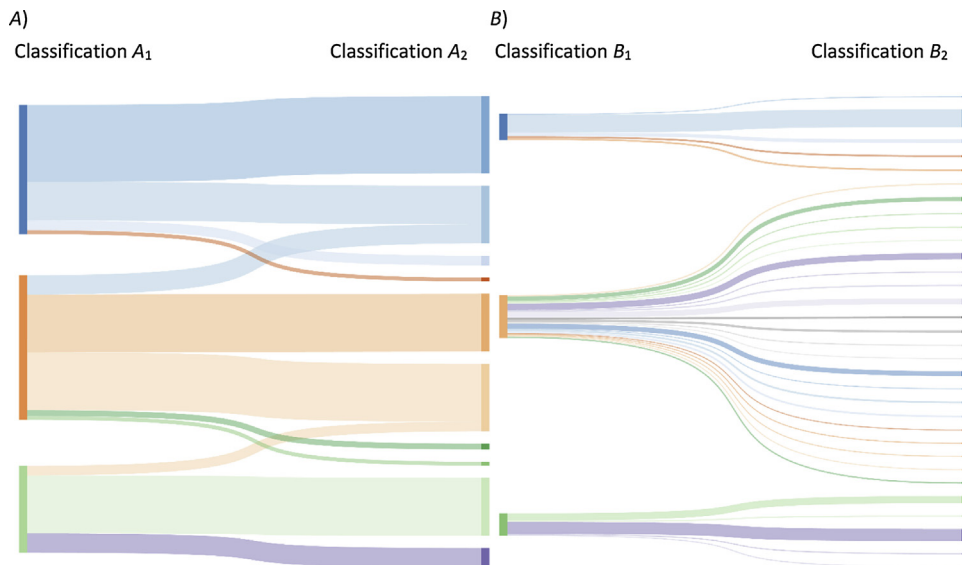 A)
B)
Classification A₁
Classification A₂
Classification B₁
Classification B₂